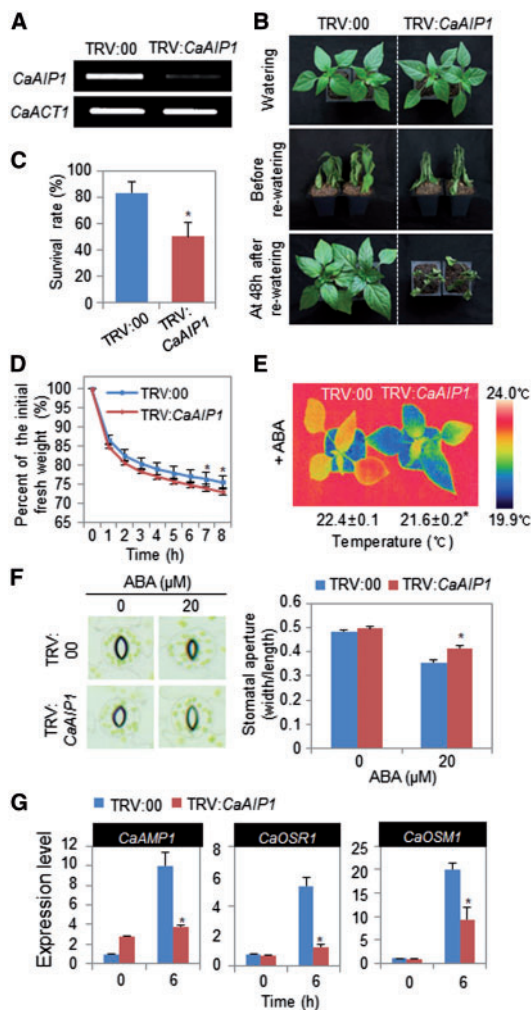 A
TRV:00 TRV:CaAIP1
CaAIP1
CaACT1
B
TRV:00 TRV:CaAIP1
Watering
Before
re-watering
At 48h after
re-watering
C
Survival rate (%)
100
80
60
40
20
0
*
TRV:00
TRV:
CaAIP1
D
Percent of the initial
fresh weight (%)
100
95
90
85
80
75
70
65
TRV:00
TRV:CaAIP1
* *
0 1 2 3 4 5 6 7 8
Time (h)
E
+ ABA
TRV:00 TRV:CaAIP1
24.0℃
19.9℃
22.4±0.1 21.6±0.2*
Temperature (℃)
F
ABA (µM)
0 20
TRV:
00
TRV:
CaAIP1
TRV:00 TRV:CaAIP1
Stomatal aperture
(width/length)
0.6
0.5
0.4
0.3
0.2
0.1
0
*
0 20
ABA (µM)
G
TRV:00 TRV:CaAIP1
Expression level
CaAMP1 CaOSR1 CaOSM1
12
10
8
6
4
2
0
*
0 6
8
6
4
2
0
*
0 6
25
20
15
10
5
0
*
0 6
Time (h)